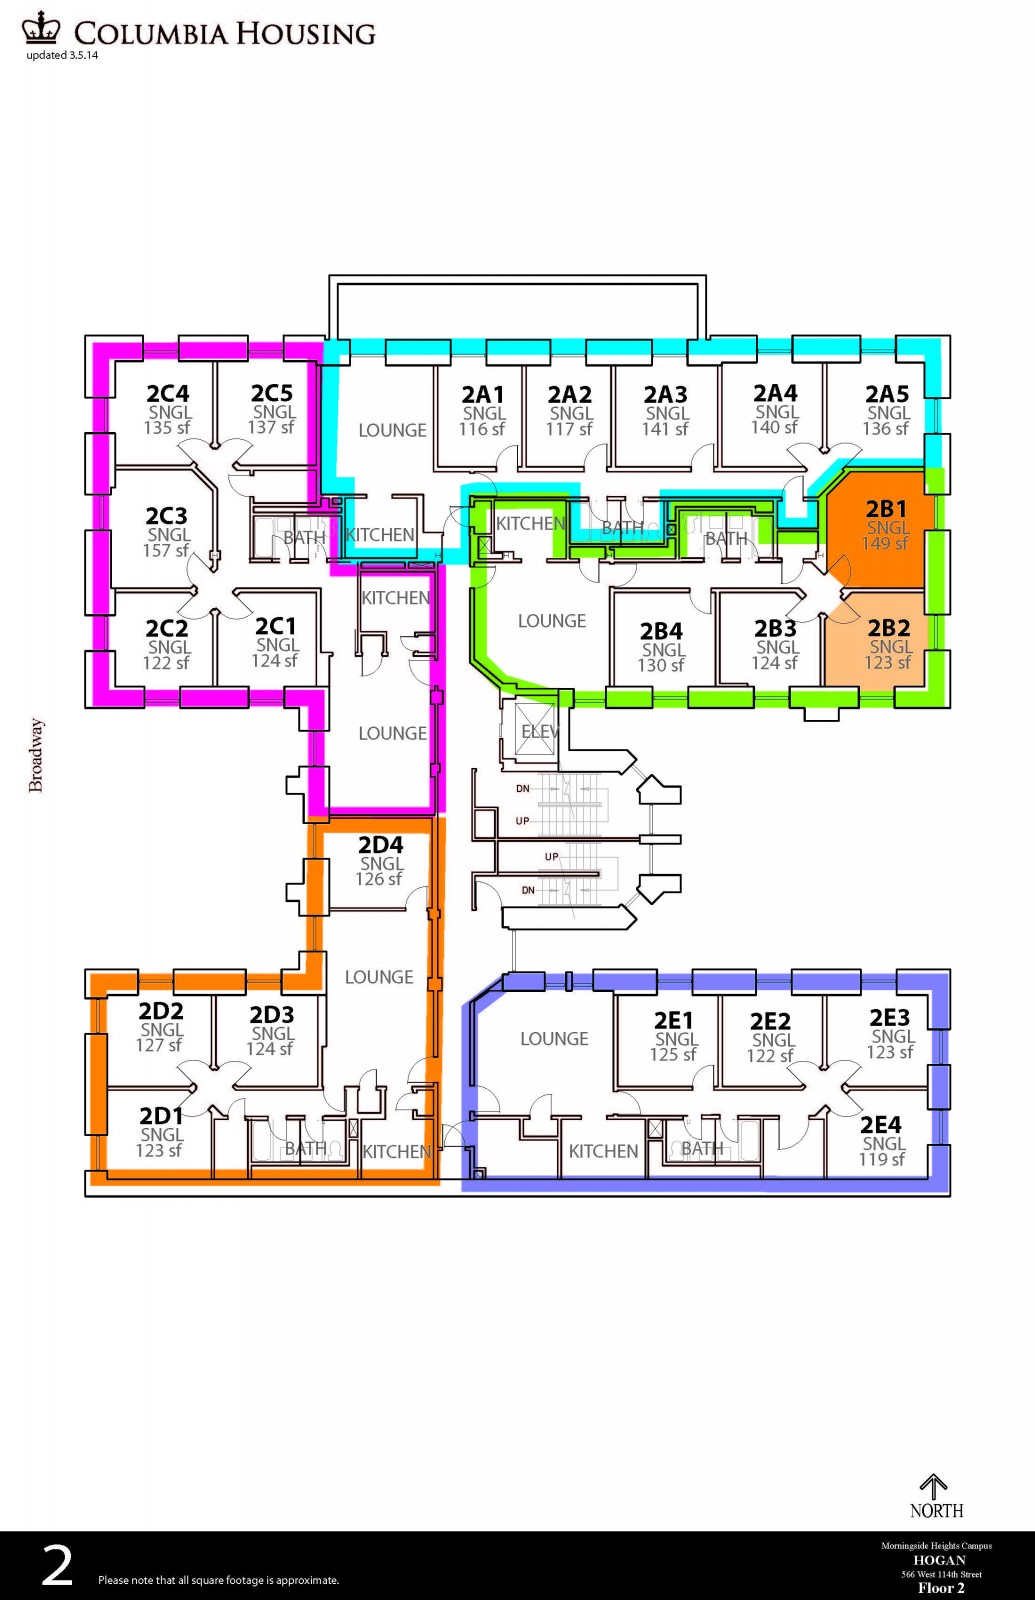 COLUMBIA HOUSING
updated 3.5.14
2C4
SNGL
135 sf
2C5
SNGL
137 sf
LOUNGE
2A1
SNGL
116 sf
2A2
SNGL
117 sf
2A3
SNGL
141 sf
2A4
SNGL
140 sf
2A5
SNGL
136 sf
2C3
SNGL
157 sf
BATH
KITCHEN
KITCHEN
BATH
BATH
2B1
SNGL
149 sf
KITCHEN
2C2
SNGL
122 sf
2C1
SNGL
124 sf
LOUNGE
2B4
SNGL
130 sf
2B3
SNGL
124 sf
2B2
SNGL
123 sf
LOUNGE
ELEV
Broadway
DN
UP
UP
DN
2D4
SNGL
126 sf
LOUNGE
2D2
SNGL
127 sf
2D3
SNGL
124 sf
LOUNGE
2E1
SNGL
125 sf
2E2
SNGL
122 sf
2E3
SNGL
123 sf
2D1
SNGL
123 sf
BATH
KITCHEN
KITCHEN
BATH
2E4
SNGL
119 sf
NORTH
2
Please note that all square footage is approximate.
Morningside Heights Campus
HOGAN
566 West 114th Street
Floor 2